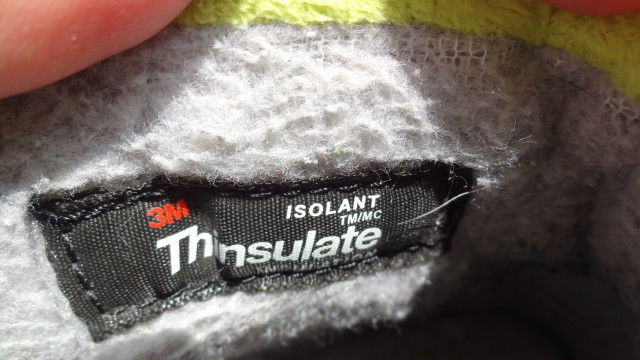 3M
ISOLANT
TM/MC
Thinsulate